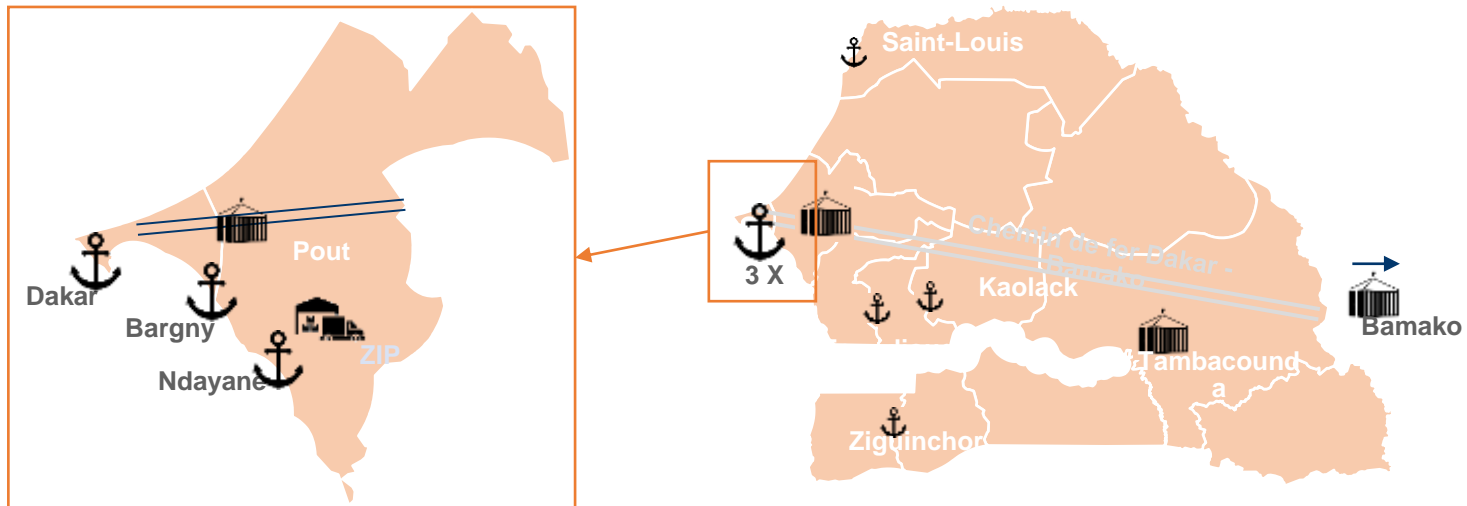 Saint-Louis
Pout
Dakar
Bargny
ZIP
Ndayane
3 X
Chemin de fer Dakar -
Bamako
Kaolack
Bamako
Tambacound
a
Ziguinchor